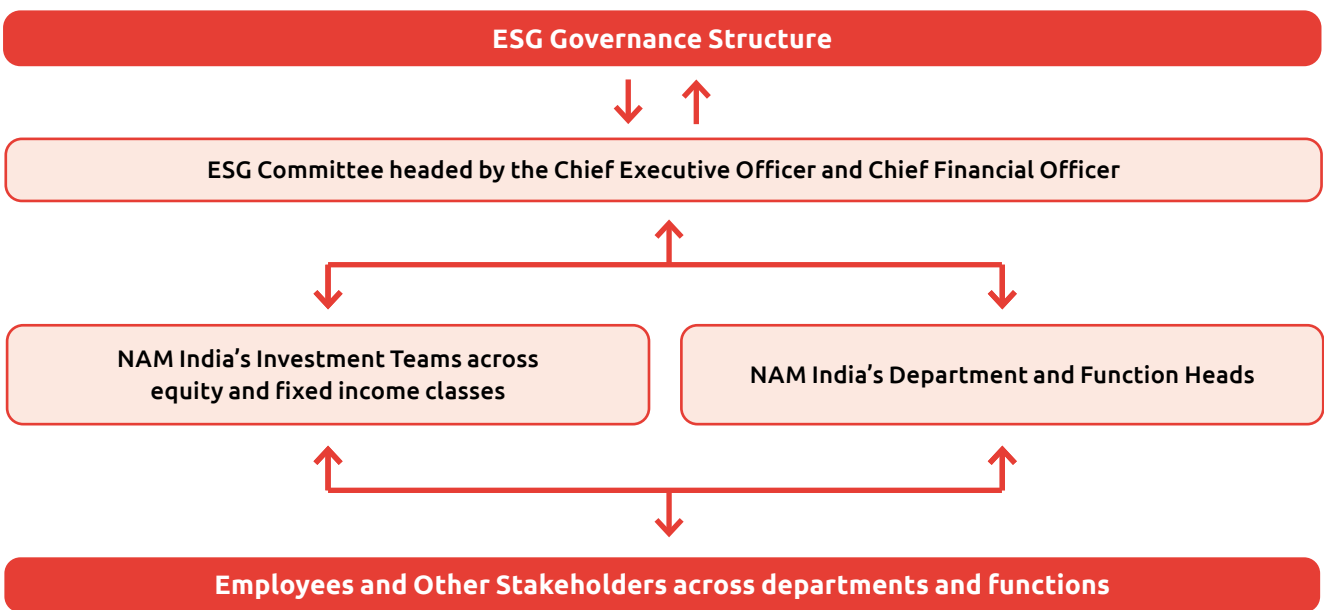 ESG Governance Structure
ESG Committee headed by the Chief Executive Officer and Chief Financial Officer
NAM India’s Investment Teams across
equity and fixed income classes
NAM India’s Department and Function Heads
Employees and Other Stakeholders across departments and functions